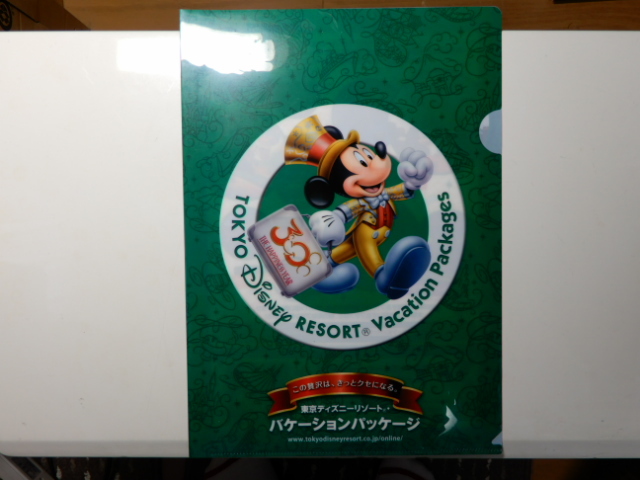 TOKYO Disney RESORT® Vacation Packages
30
THE HAPPINESS YEAR
この贅沢は、きっとクセになる。
東京ディズニーリゾート®
バケーションパッケージ
www.tokyodisneyresort.co.jp/online/